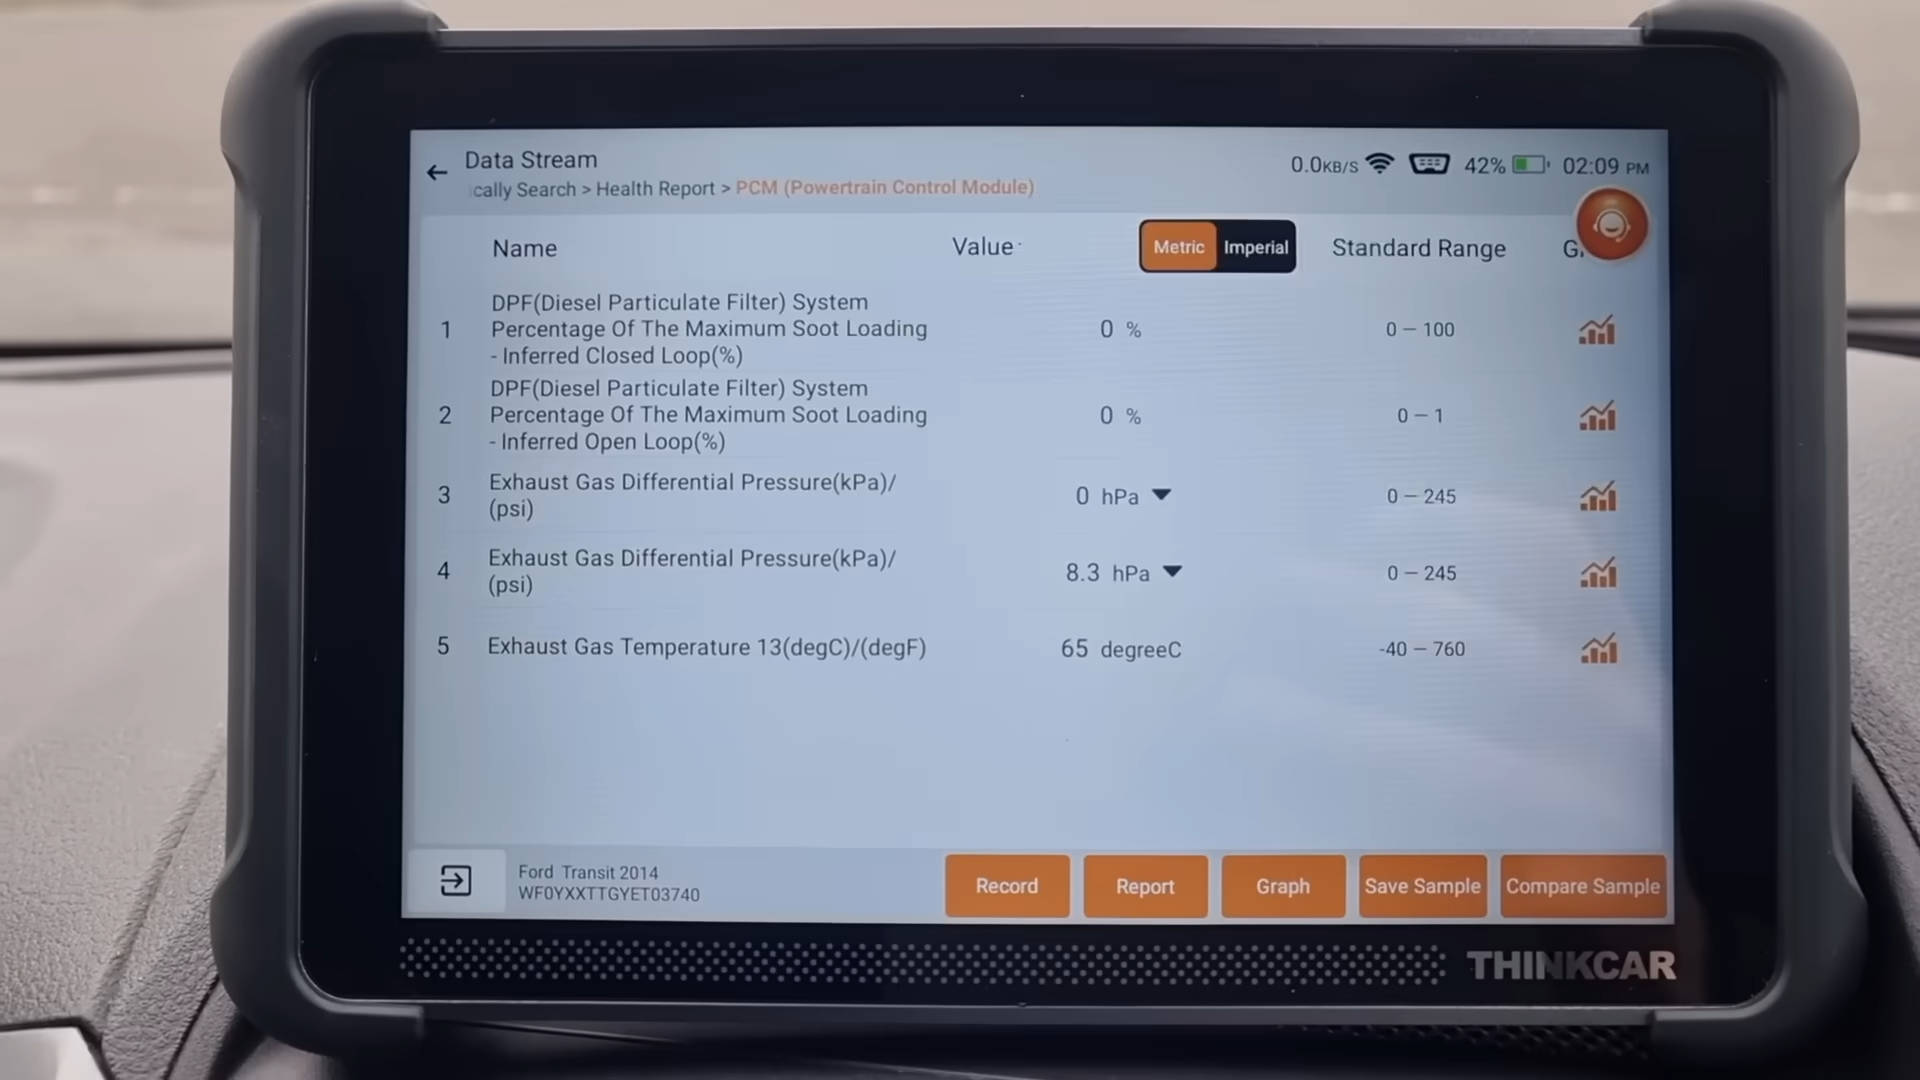 Data Stream
cally Search > Health Report > PCM (Powertrain Control Module)
0.0KB/S 42% 02:09 PM
Name Value Metric Imperial Standard Range G
1 DPF(Diesel Particulate Filter) System
Percentage Of The Maximum Soot Loading
- Inferred Closed Loop(%)
0 % 0 – 100
2 DPF(Diesel Particulate Filter) System
Percentage Of The Maximum Soot Loading
- Inferred Open Loop(%)
0 % 0 – 1
3 Exhaust Gas Differential Pressure(kPa)/
(psi)
0 hPa 0 – 245
4 Exhaust Gas Differential Pressure(kPa)/
(psi)
8.3 hPa 0 – 245
5 Exhaust Gas Temperature 13(degC)/(degF) 65 degreeC -40 – 760
Ford Transit 2014
WF0YXXTTGYET03740
Record Report Graph Save Sample Compare Sample
THINKCAR